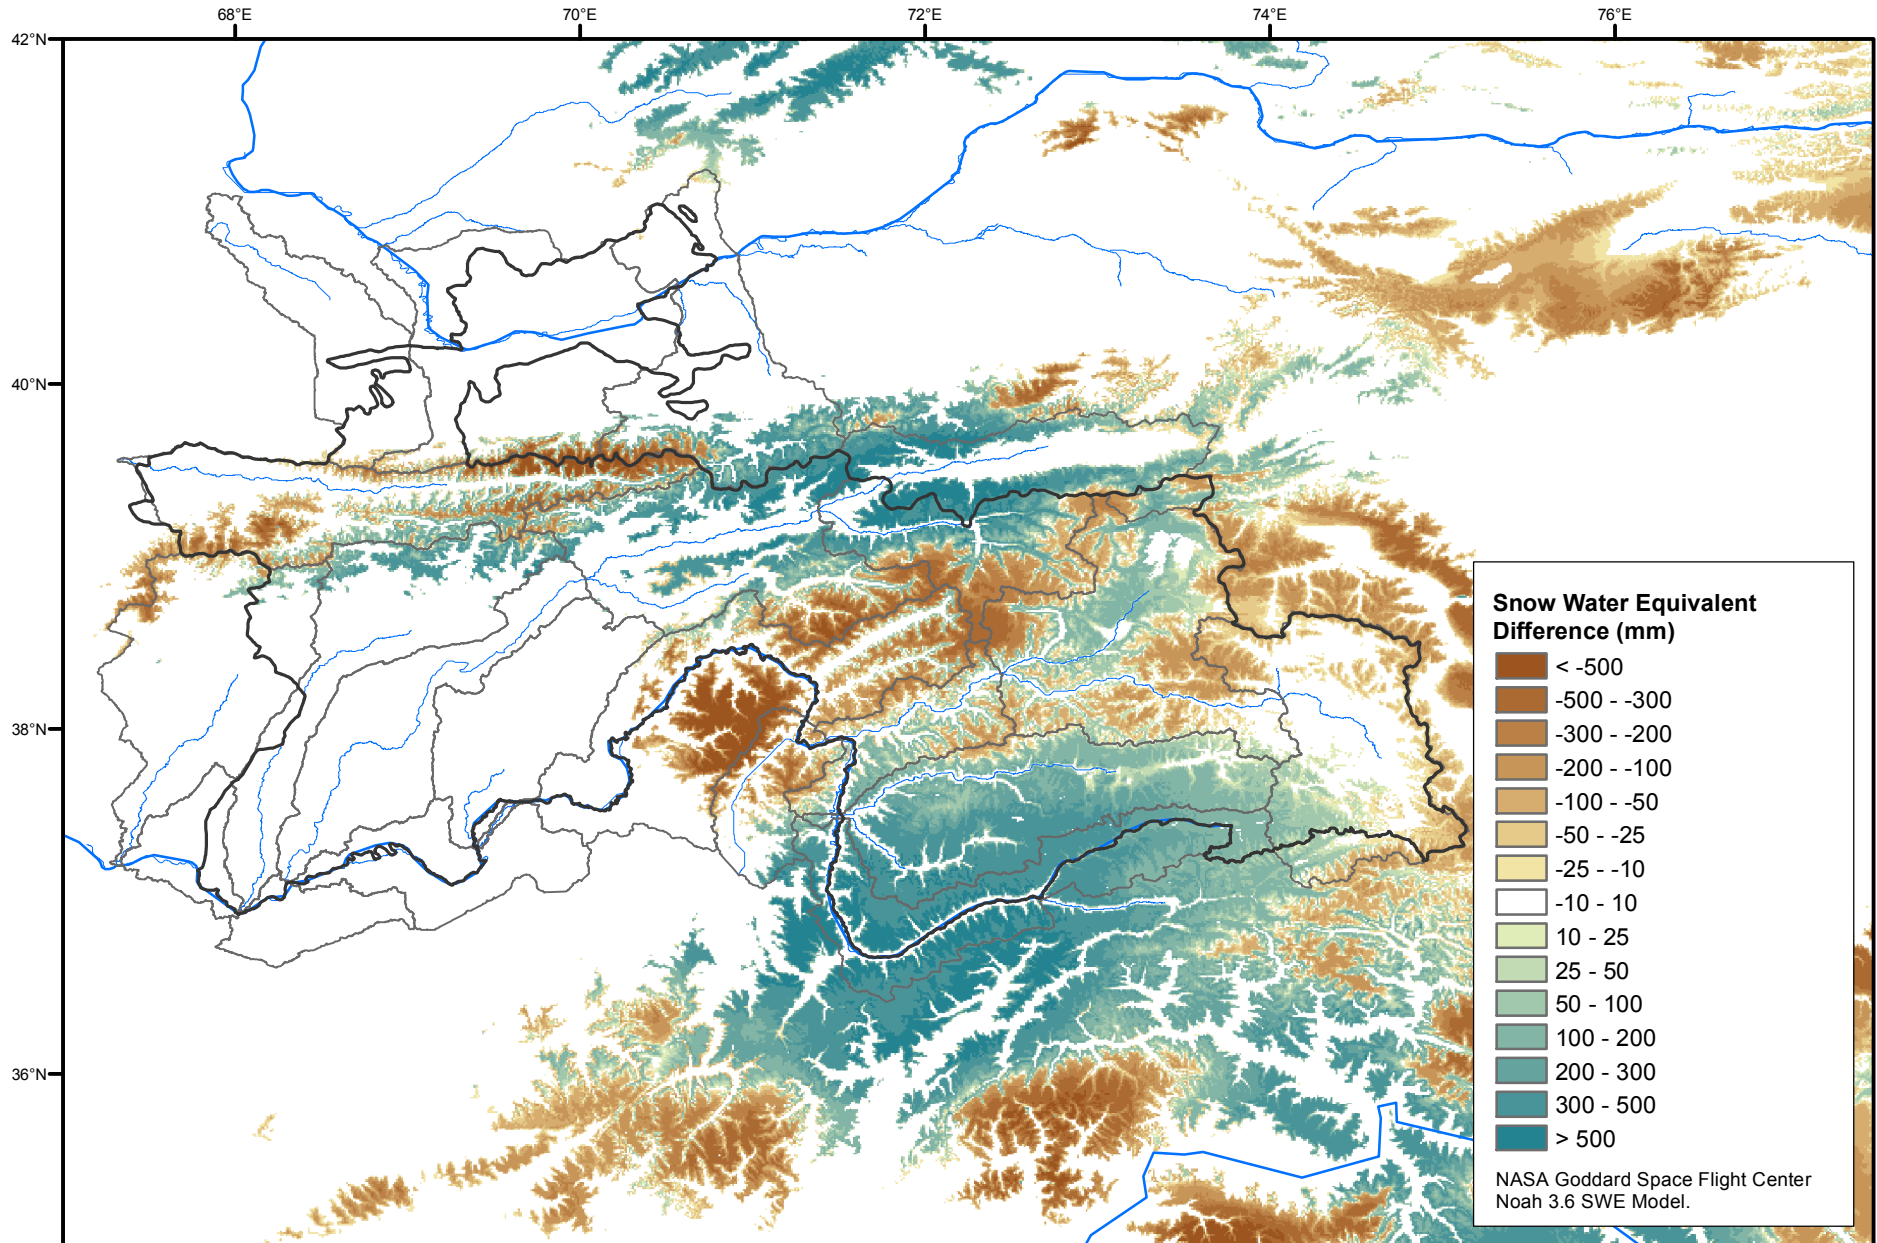 68°E
70°E
72°E
74°E
76°E
42°N
40°N
38°N
36°N
Snow Water Equivalent
Difference (mm)
< -500
-500 - -300
-300 - -200
-200 - -100
-100 - -50
-50 - -25
-25 - -10
-10 - 10
10 - 25
25 - 50
50 - 100
100 - 200
200 - 300
300 - 500
> 500
NASA Goddard Space Flight Center
Noah 3.6 SWE Model.